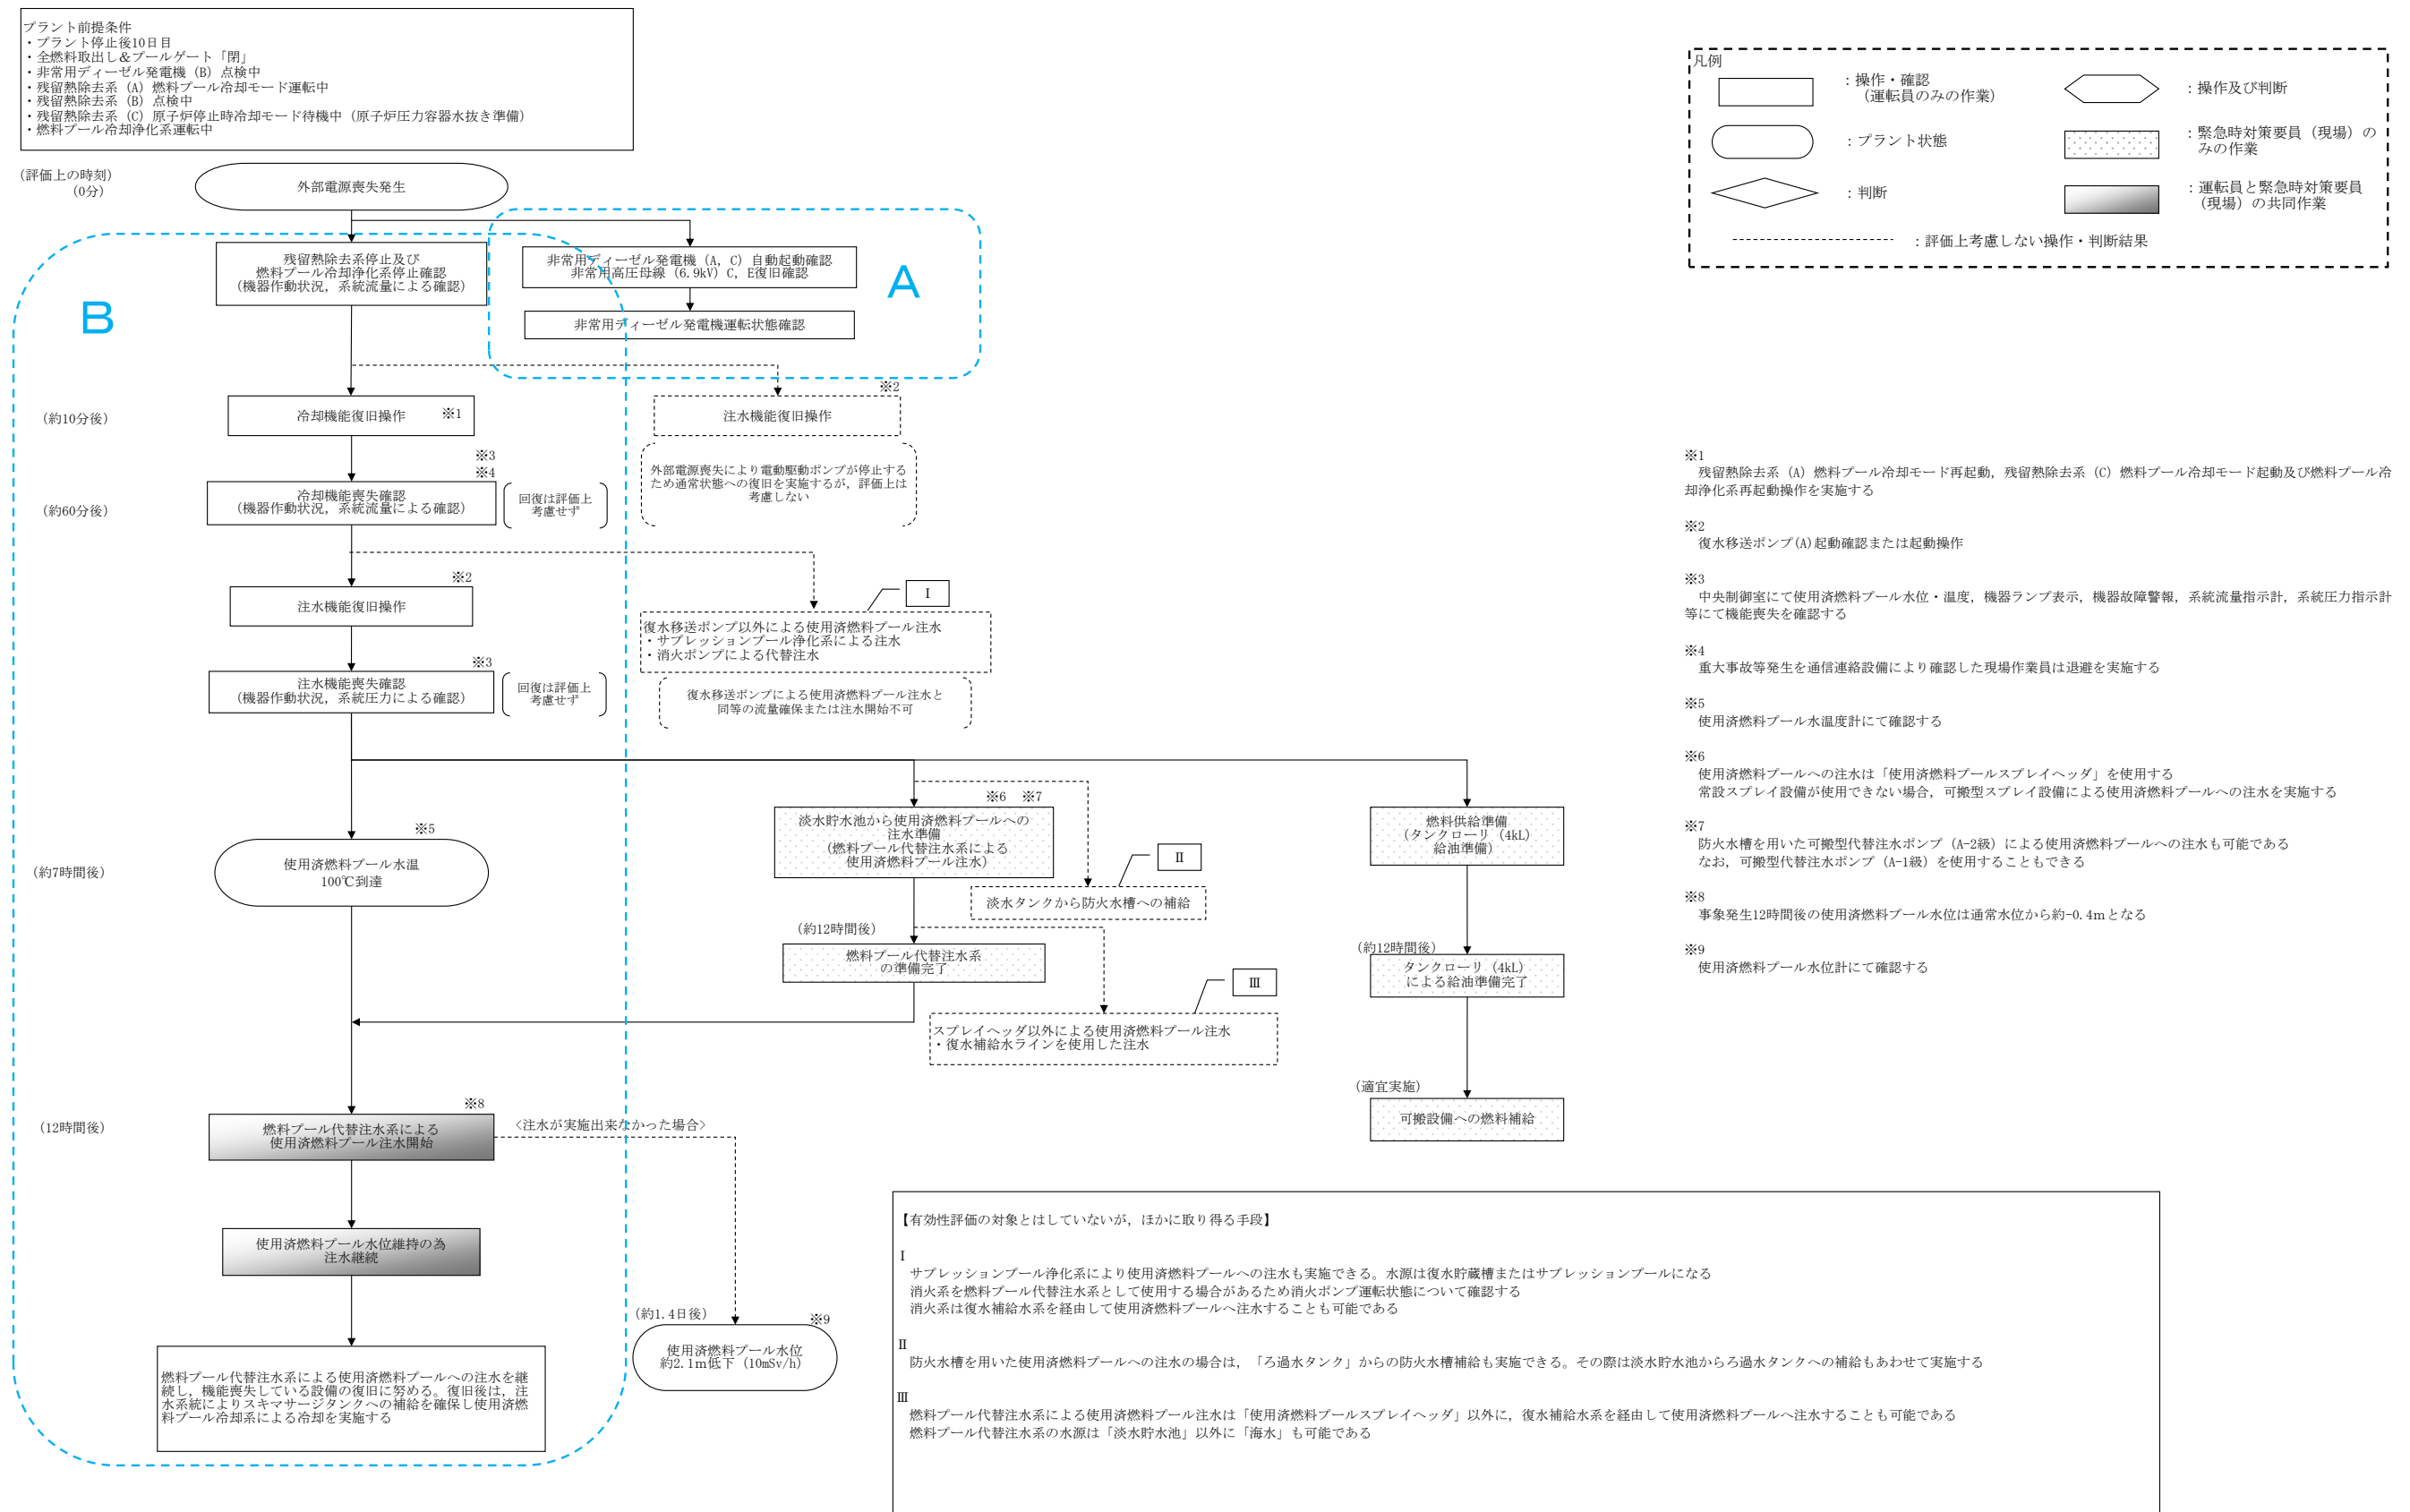 プラント前提条件
・プラント停止後10日目
・全燃料取出し＆プールゲート「閉」
・非常用ディーゼル発電機（B）点検中
・残留熱除去系（A）燃料プール冷却モード運転中
・残留熱除去系（B）点検中
・残留熱除去系（C）原子炉停止時冷却モード待機中（原子炉圧力容器水抜き準備）
・燃料プール冷却浄化系運転中
凡例
：操作・確認
（運転員のみの作業）
：操作及び判断
：プラント状態
：緊急時対策要員（現場）の
みの作業
：判断
：運転員と緊急時対策要員
（現場）の共同作業
：評価上考慮しない操作・判断結果
（評価上の時刻）
（0分）
外部電源喪失発生
A
B
残留熱除去系停止及び
燃料プール冷却浄化系停止確認
（機器作動状況，系統流量による確認）
非常用ディーゼル発電機（A，C）自動起動確認
非常用高圧母線（6.9kV）C，E復旧確認
非常用ディーゼル発電機運転状態確認
（約10分後）
冷却機能復旧操作
※1
※2
注水機能復旧操作
外部電源喪失により電動駆動ポンプが停止する
ため通常状態への復旧を実施するが，評価上は
考慮しない
※3
※4
（約60分後）
冷却機能喪失確認
（機器作動状況，系統流量による確認）
回復は評価上
考慮せず
※2
注水機能復旧操作
Ⅰ
復水移送ポンプ以外による使用済燃料プール注水
・サプレッションプール浄化系による注水
・消火ポンプによる代替注水
復水移送ポンプによる使用済燃料プール注水と
同等の流量確保または注水開始不可
※3
注水機能喪失確認
（機器作動状況，系統圧力による確認）
回復は評価上
考慮せず
※5
（約7時間後）
使用済燃料プール水温
100℃到達
※6　※7
淡水貯水池から使用済燃料プールへの
注水準備
（燃料プール代替注水系による
使用済燃料プール注水）
Ⅱ
淡水タンクから防火水槽への補給
（約12時間後）
燃料プール代替注水系
の準備完了
Ⅲ
スプレイヘッダ以外による使用済燃料プール注水
・復水補給水ラインを使用した注水
燃料供給準備
（タンクローリ（4kL）
給油準備）
（約12時間後）
タンクローリ（4kL）
による給油準備完了
（適宜実施）
可搬設備への燃料補給
※8
（12時間後）
燃料プール代替注水系による
使用済燃料プール注水開始
<注水が実施出来なかった場合>
使用済燃料プール水位維持の為
注水継続
（約1.4日後）
※9
使用済燃料プール水位
約2.1m低下（10mSv/h）
燃料プール代替注水系による使用済燃料プールへの注水を継
続し，機能喪失している設備の復旧に努める。復旧後は，注
水系統によりスキマサージタンクへの補給を確保し使用済燃
料プール冷却系による冷却を実施する
※1
残留熱除去系（A）燃料プール冷却モード再起動，残留熱除去系（C）燃料プール冷却モード起動及び燃料プール冷
却浄化系再起動操作を実施する
※2
復水移送ポンプ(A)起動確認または起動操作
※3
中央制御室にて使用済燃料プール水位・温度，機器ランプ表示，機器故障警報，系統流量指示計，系統圧力指示計
等にて機能喪失を確認する
※4
重大事故等発生を通信連絡設備により確認した現場作業員は退避を実施する
※5
使用済燃料プール水温度計にて確認する
※6
使用済燃料プールへの注水は「使用済燃料プールスプレイヘッダ」を使用する
常設スプレイ設備が使用できない場合，可搬型スプレイ設備による使用済燃料プールへの注水を実施する
※7
防火水槽を用いた可搬型代替注水ポンプ（A-2級）による使用済燃料プールへの注水も可能である
なお，可搬型代替注水ポンプ（A-1級）を使用することもできる
※8
事象発生12時間後の使用済燃料プール水位は通常水位から約-0.4mとなる
※9
使用済燃料プール水位計にて確認する
【有効性評価の対象とはしていないが，ほかに取り得る手段】
Ⅰ
サプレッションプール浄化系により使用済燃料プールへの注水も実施できる。水源は復水貯蔵槽またはサプレッションプールになる
消火系を燃料プール代替注水系として使用する場合があるため消火ポンプ運転状態について確認する
消火系は復水補給水系を経由して使用済燃料プールへ注水することも可能である
Ⅱ
防火水槽を用いた使用済燃料プールへの注水の場合は，「ろ過水タンク」からの防火水槽補給も実施できる。その際は淡水貯水池からろ過水タンクへの補給もあわせて実施する
Ⅲ
燃料プール代替注水系による使用済燃料プール注水は「使用済燃料プールスプレイヘッダ」以外に，復水補給水系を経由して使用済燃料プールへ注水することも可能である
燃料プール代替注水系の水源は「淡水貯水池」以外に「海水」も可能である